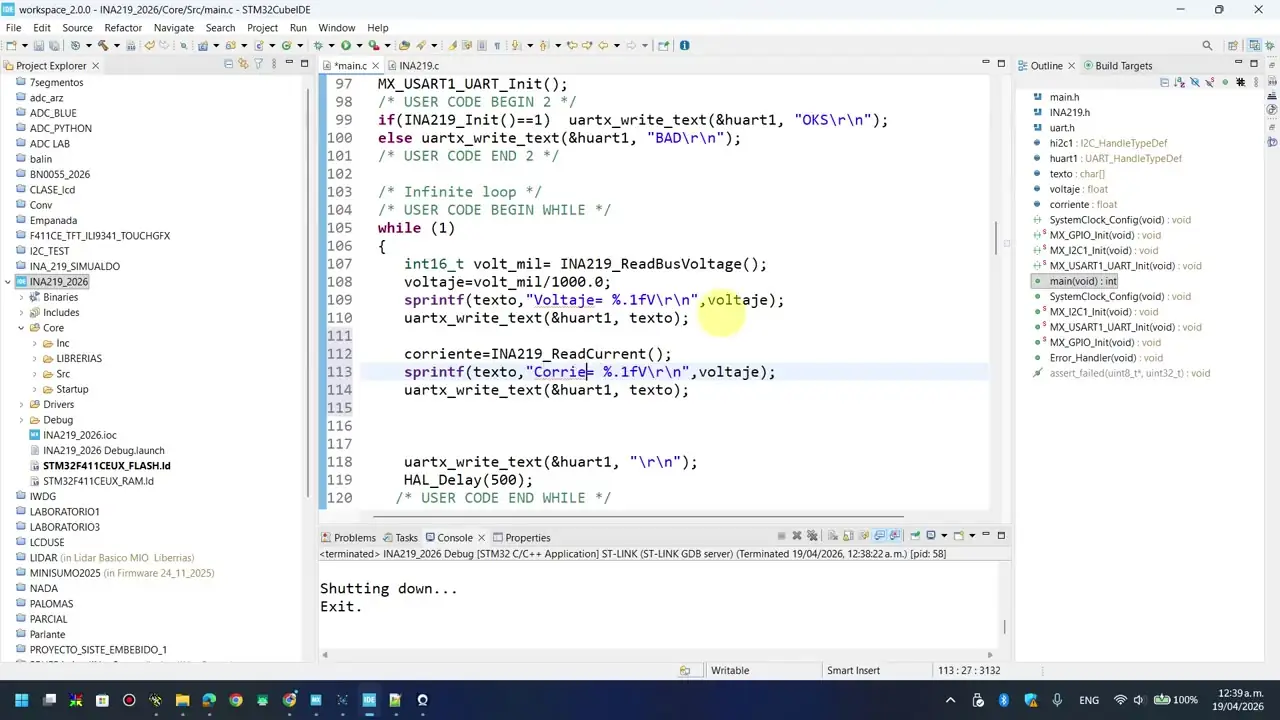 workspace_2.0.0 - INA219_2026/Core/Src/main.c - STM32CubeIDE
File Edit Source Refactor Navigate Search Project Run Window Help
Project Explorer
7segmentos
adc_arz
ADC_BLUE
ADC_PYTHON
ADC LAB
balin
BN0055_2026
CLASE_lcd
Conv
Empanada
F411CE_TFT_ILI9341_TOUCHGFX
I2C_TEST
INA_219_SIMUALDO
INA219_2026
Binaries
Includes
Core
Inc
LIBRERIAS
Src
Startup
Drivers
Debug
INA219_2026.ioc
INA219_2026 Debug.launch
STM32F411CEUX_FLASH.ld
STM32F411CEUX_RAM.ld
IWDG
LABORATORIO1
LABORATORIO3
LCDUSE
LIDAR (in Lidar Basico MIO Liberrias)
MINISUMO2025 (in Firmware 24_11_2025)
NADA
PALOMAS
PARCIAL
Parlante
PROYECTO_SISTE_EMBEBIDO_1
*main.c INA219.c
97 MX_USART1_UART_Init();
98 /* USER CODE BEGIN 2 */
99 if(INA219_Init()==1) uartx_write_text(&huart1, "OKS\r\n");
100 else uartx_write_text(&huart1, "BAD\r\n");
101 /* USER CODE END 2 */
102
103 /* Infinite loop */
104 /* USER CODE BEGIN WHILE */
105 while (1)
106 {
107 int16_t volt_mil= INA219_ReadBusVoltage();
108 voltaje=volt_mil/1000.0;
109 sprintf(texto,"Voltaje= %.1fV\r\n",voltaje);
110 uartx_write_text(&huart1, texto);
111
112 corriente=INA219_ReadCurrent();
113 sprintf(texto,"Corrie= %.1fV\r\n",voltaje);
114 uartx_write_text(&huart1, texto);
115
116
117
118 uartx_write_text(&huart1, "\r\n");
119 HAL_Delay(500);
120 /* USER CODE END WHILE */
Problems Tasks Console Properties
<terminated> INA219_2026 Debug [STM32 C/C++ Application] ST-LINK (ST-LINK GDB server) (Terminated 19/04/2026, 12:38:22 a. m.) [pid: 58]
Shutting down...
Exit.
Outline Build Targets
main.h
INA219.h
uart.h
hi2c1 : I2C_HandleTypeDef
huart1 : UART_HandleTypeDef
texto : char[]
voltaje : float
corriente : float
SystemClock_Config(void) : void
MX_GPIO_Init(void) : void
MX_I2C1_Init(void) : void
MX_USART1_UART_Init(void) : void
main(void) : int
SystemClock_Config(void) : void
MX_I2C1_Init(void) : void
MX_USART1_UART_Init(void) : void
MX_GPIO_Init(void) : void
Error_Handler(void) : void
assert_failed(uint8_t*, uint32_t) : void
Writable Smart Insert 113 : 27 : 3132
ENG 100% 12:39 a. m.
19/04/2026